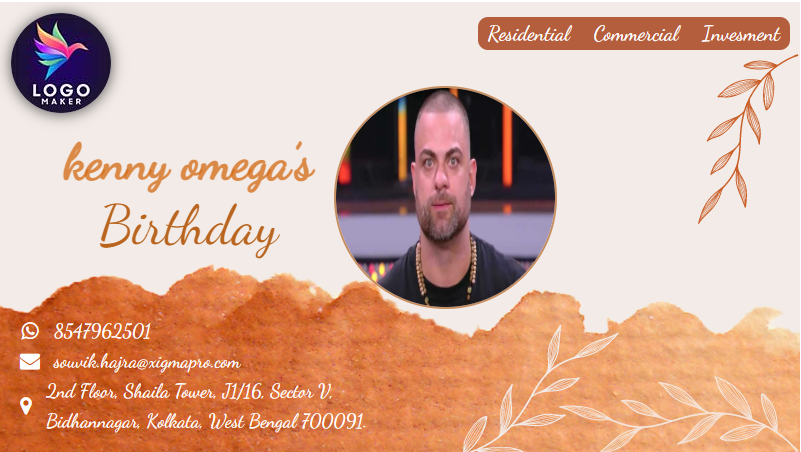 LOGO
MAKER
Residential Commercial Invesment
kenny omega's
Birthday
8547962501
souvik.hajra@xigmapro.com
2nd Floor, Shaila Tower, J1/16, Sector V,
Bidhannagar, Kolkata, West Bengal 700091.